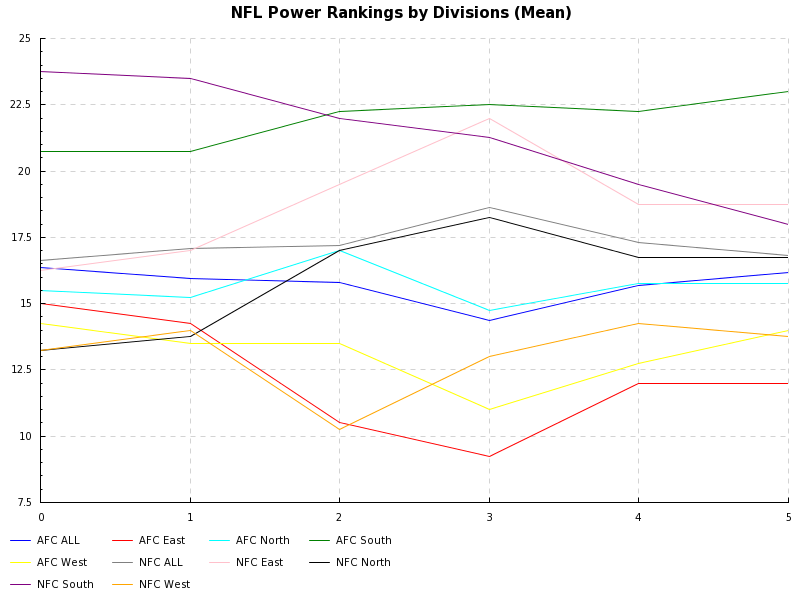 NFL Power Rankings by Divisions (Mean)
25
22.5
20
17.5
15
12.5
10
7.5
0 1 2 3 4 5
AFC ALL AFC East AFC North AFC South
AFC West NFC ALL NFC East NFC North
NFC South NFC West